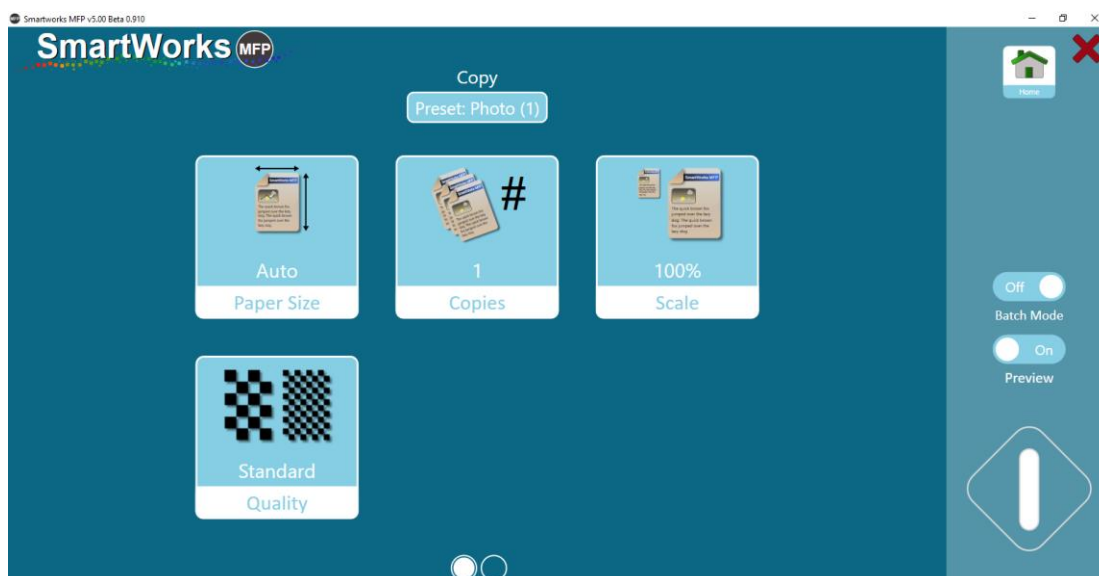 Smartworks MFP v5.00 Beta 0.910
SmartWorks MFP
Home
Copy
Preset: Photo (1)
Auto
Paper Size
#
1
Copies
100%
Scale
Off
Batch Mode
On
Preview
Standard
Quality